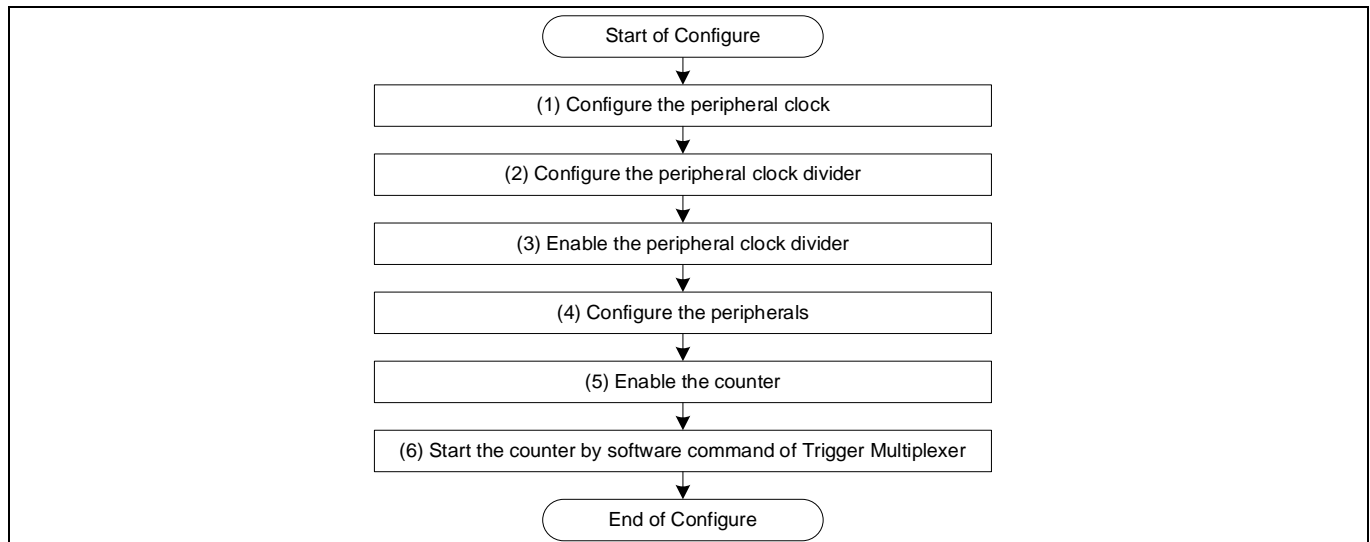 Start of Configure
(1) Configure the peripheral clock
(2) Configure the peripheral clock divider
(3) Enable the peripheral clock divider
(4) Configure the peripherals
(5) Enable the counter
(6) Start the counter by software command of Trigger Multiplexer
End of Configure